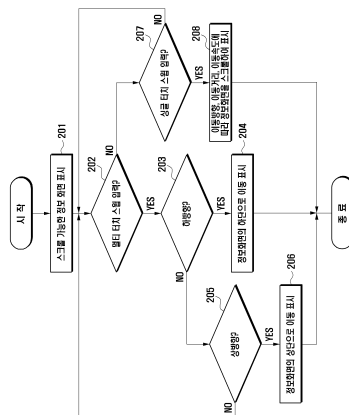 시 작
201
스크롤 가능한 정보 화면 표시
202
멀티 터치 스윕 입력?
NO
YES
203
하방향?
NO
YES
204
정보화면의 하단으로 이동 표시
205
상방향?
NO
YES
206
정보화면의 상단으로 이동 표시
207
싱글 터치 스윕 입력?
NO
YES
208
이동방향, 이동거리, 이동속도에
따라 정보화면을 스크롤하여 표시
종 료